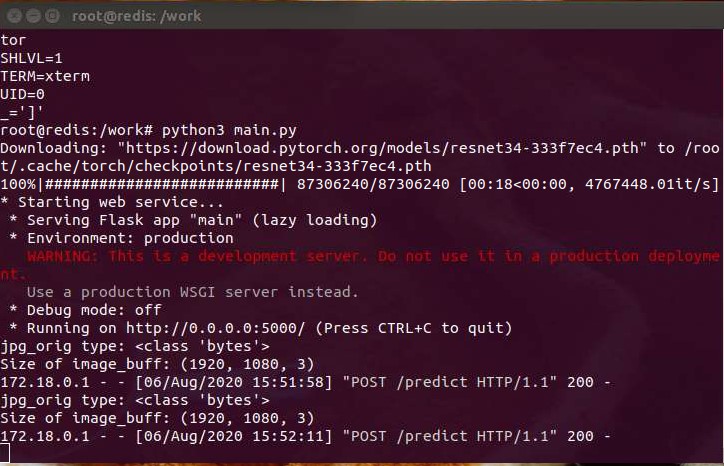 root@redis: /work
tor
SHLVL=1
TERM=xterm
UID=0
_=']'
root@redis:/work# python3 main.py
Downloading: "https://download.pytorch.org/models/resnet34-333f7ec4.pth" to /roo
t/.cache/torch/checkpoints/resnet34-333f7ec4.pth
100%|##########################| 87306240/87306240 [00:18<00:00, 4767448.01it/s]
* Starting web service...
 * Serving Flask app "main" (lazy loading)
 * Environment: production
   WARNING: This is a development server. Do not use it in a production deployme
nt.
   Use a production WSGI server instead.
 * Debug mode: off
 * Running on http://0.0.0.0:5000/ (Press CTRL+C to quit)
jpg_orig type: <class 'bytes'>
Size of image_buff: (1920, 1080, 3)
172.18.0.1 - - [06/Aug/2020 15:51:58] "POST /predict HTTP/1.1" 200 -
jpg_orig type: <class 'bytes'>
Size of image_buff: (1920, 1080, 3)
172.18.0.1 - - [06/Aug/2020 15:52:11] "POST /predict HTTP/1.1" 200 -